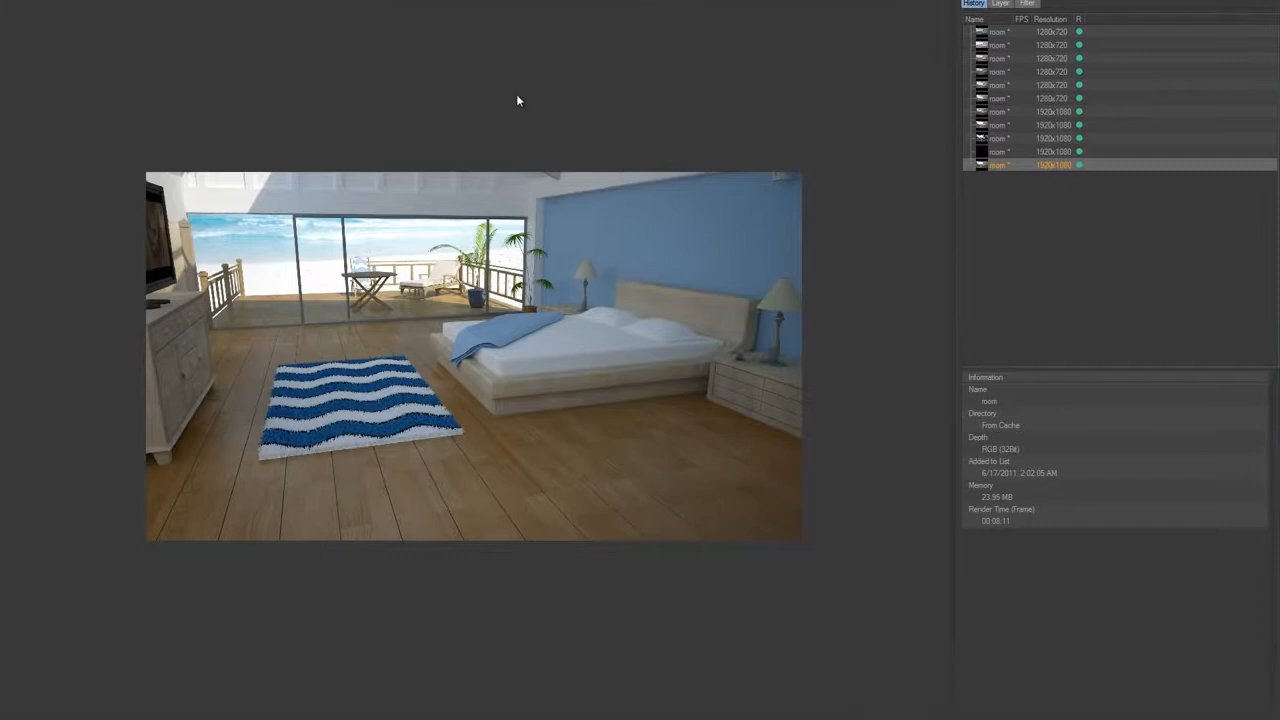 History Layer Filter
Name FPS Resolution R
room * 1280x720
room * 1280x720
room * 1280x720
room * 1280x720
room * 1280x720
room * 1280x720
room * 1920x1080
room * 1920x1080
room * 1920x1080
room * 1920x1080
room * 1920x1080
Information
Name
room
Directory
From Cache
Depth
RGB (32Bit)
Added to List
6/17/2011, 2:02:05 AM
Memory
23.95 MB
Render Time (Frame)
00:08:11